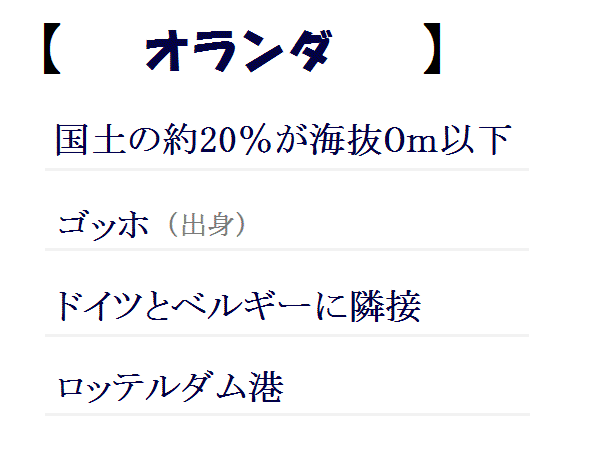 【 オランダ 】
国土の約20％が海抜0m以下
ゴッホ（出身）
ドイツとベルギーに隣接
ロッテルダム港